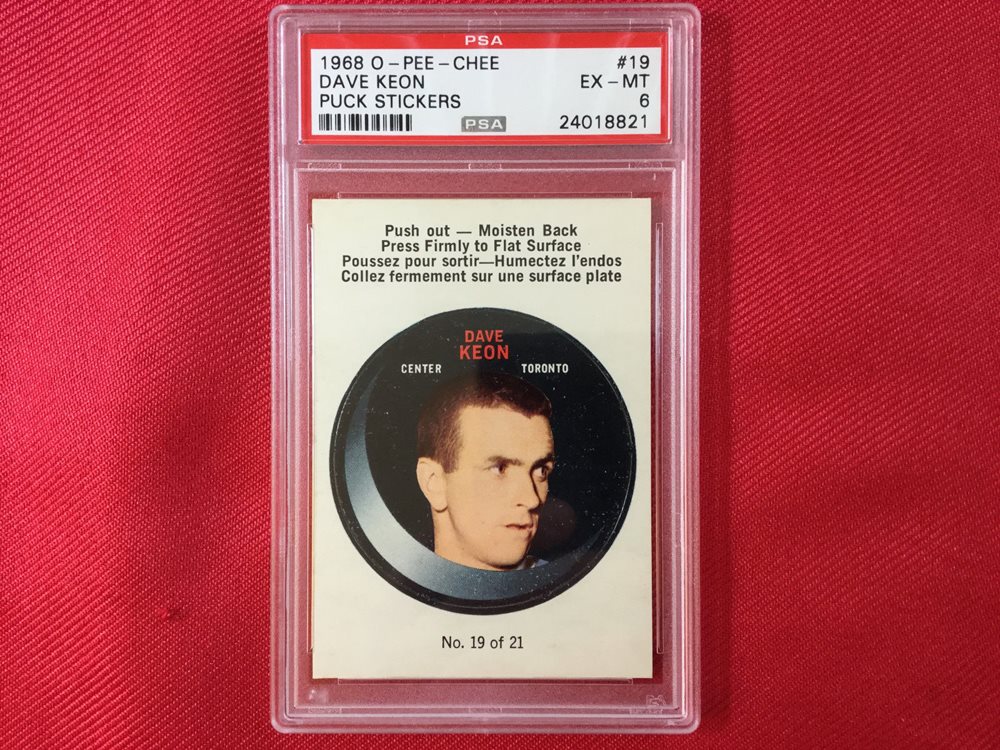 PSA
1968 O-PEE-CHEE #19
DAVE KEON EX-MT
PUCK STICKERS 6
PSA 24018821
Push out — Moisten Back
Press Firmly to Flat Surface
Poussez pour sortir—Humectez l'endos
Collez fermement sur une surface plate
DAVE
KEON
CENTER TORONTO
No. 19 of 21